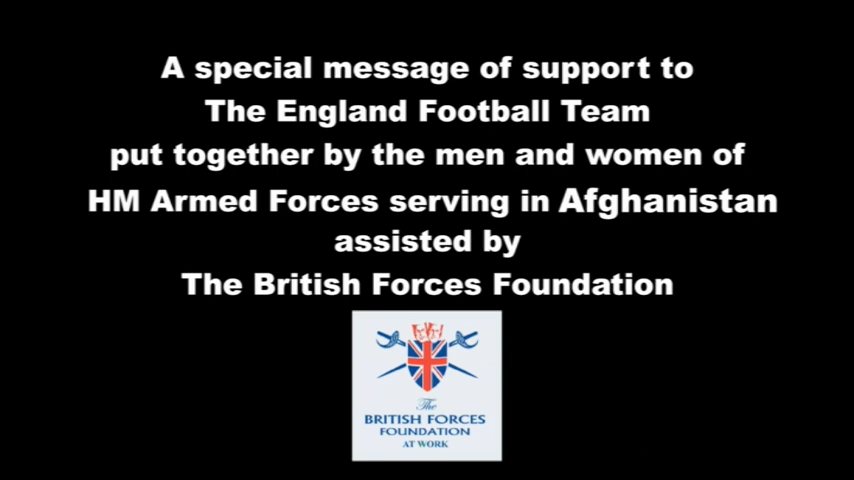 A special message of support to
The England Football Team
put together by the men and women of
HM Armed Forces serving in Afghanistan
assisted by
The British Forces Foundation
The
BRITISH FORCES
FOUNDATION
AT WORK